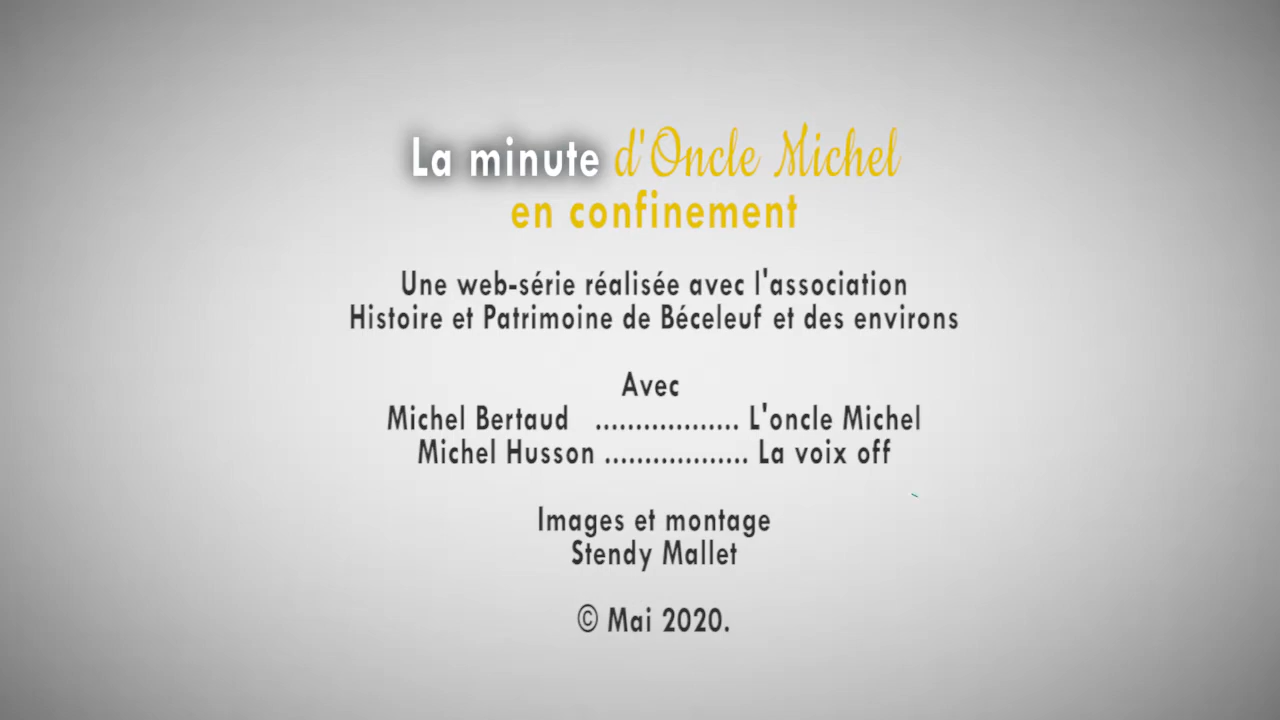 La minute d'Oncle Michel
en confinement
Une web-série réalisée avec l'association
Histoire et Patrimoine de Béceleuf et des environs
Avec
Michel Bertaud .................. L'oncle Michel
Michel Husson .................. La voix off
Images et montage
Stendy Mallet
© Mai 2020.